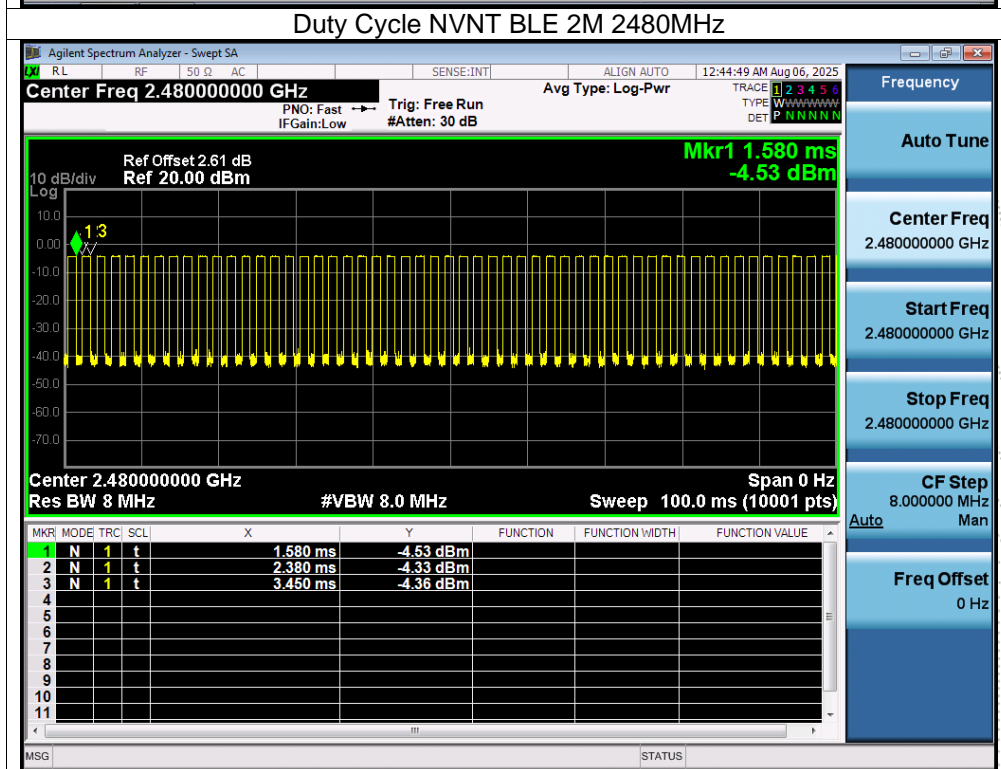 Duty Cycle NVNT BLE 2M 2480MHz
Agilent Spectrum Analyzer - Swept SA
LXI RL RF 50 Ω AC SENSE:INT ALIGN AUTO 12:44:49 AM Aug 06, 2025
Center Freq 2.480000000 GHz
PNO: Fast
IFGain:Low
Trig: Free Run
#Atten: 30 dB
Avg Type: Log-Pwr
TRACE 1 2 3 4 5 6
TYPE WWWWWW
DET P N N N N N
Ref Offset 2.61 dB
10 dB/div Ref 20.00 dBm
Log
Mkr1 1.580 ms
-4.53 dBm
10.0
0.00
-10.0
-20.0
-30.0
-40.0
-50.0
-60.0
-70.0
1 3
Center 2.480000000 GHz Span 0 Hz
Res BW 8 MHz #VBW 8.0 MHz Sweep 100.0 ms (10001 pts)
MKR MODE TRC SCL X Y FUNCTION FUNCTION WIDTH FUNCTION VALUE
1 N 1 t 1.580 ms -4.53 dBm
2 N 1 t 2.380 ms -4.33 dBm
3 N 1 t 3.450 ms -4.36 dBm
4
5
6
7
8
9
10
11
MSG STATUS
Frequency
Auto Tune
Center Freq
2.480000000 GHz
Start Freq
2.480000000 GHz
Stop Freq
2.480000000 GHz
CF Step
8.000000 MHz
Auto Man
Freq Offset
0 Hz